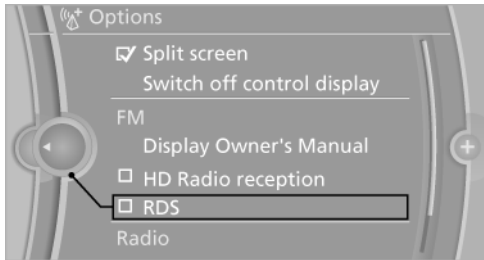 Options
Split screen
Switch off control display
FM
Display Owner's Manual
HD Radio reception
RDS
Radio